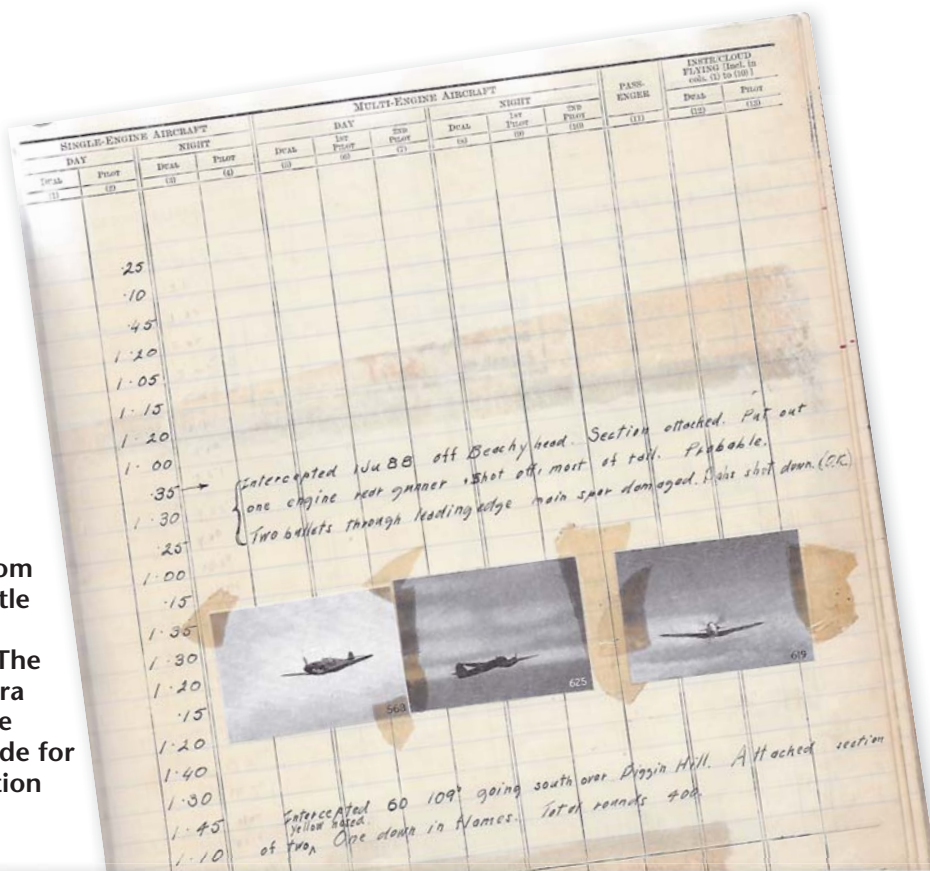 INSTR/CLOUD
FLYING [Incl. in
cols. (1) to (10)]
SINGLE-ENGINE AIRCRAFT
MULTI-ENGINE AIRCRAFT
PASS-
ENGER
DAY
NIGHT
DAY
NIGHT
DUAL
PILOT
DUAL
PILOT
DUAL
1ST
PILOT
2ND
PILOT
DUAL
1ST
PILOT
2ND
PILOT
DUAL
PILOT
(1)
(2)
(3)
(4)
(5)
(6)
(7)
(8)
(9)
(10)
(11)
(12)
(13)
·25
·10
·45
1·20
1·05
1·15
1·20
1·00
·35 →
1·30
·25
1·00
·15
1·35
1·30
1·20
·15
1·20
1·40
1·30
1·45
1·10
Intercepted 1Ju 88 off Beachy head. Section attached. Put out
one engine rear gunner. Shot off most of tail. Probable.
Two bullets through leading edge main spar damaged. shot down. (O.K.)
568
625
619
Intercepted 60 109s going south over Biggin Hill. Attached section
yellow nosed.
of two^ One down in flames. Total rounds 400.
om
tle
The
ra
e
de for
tion